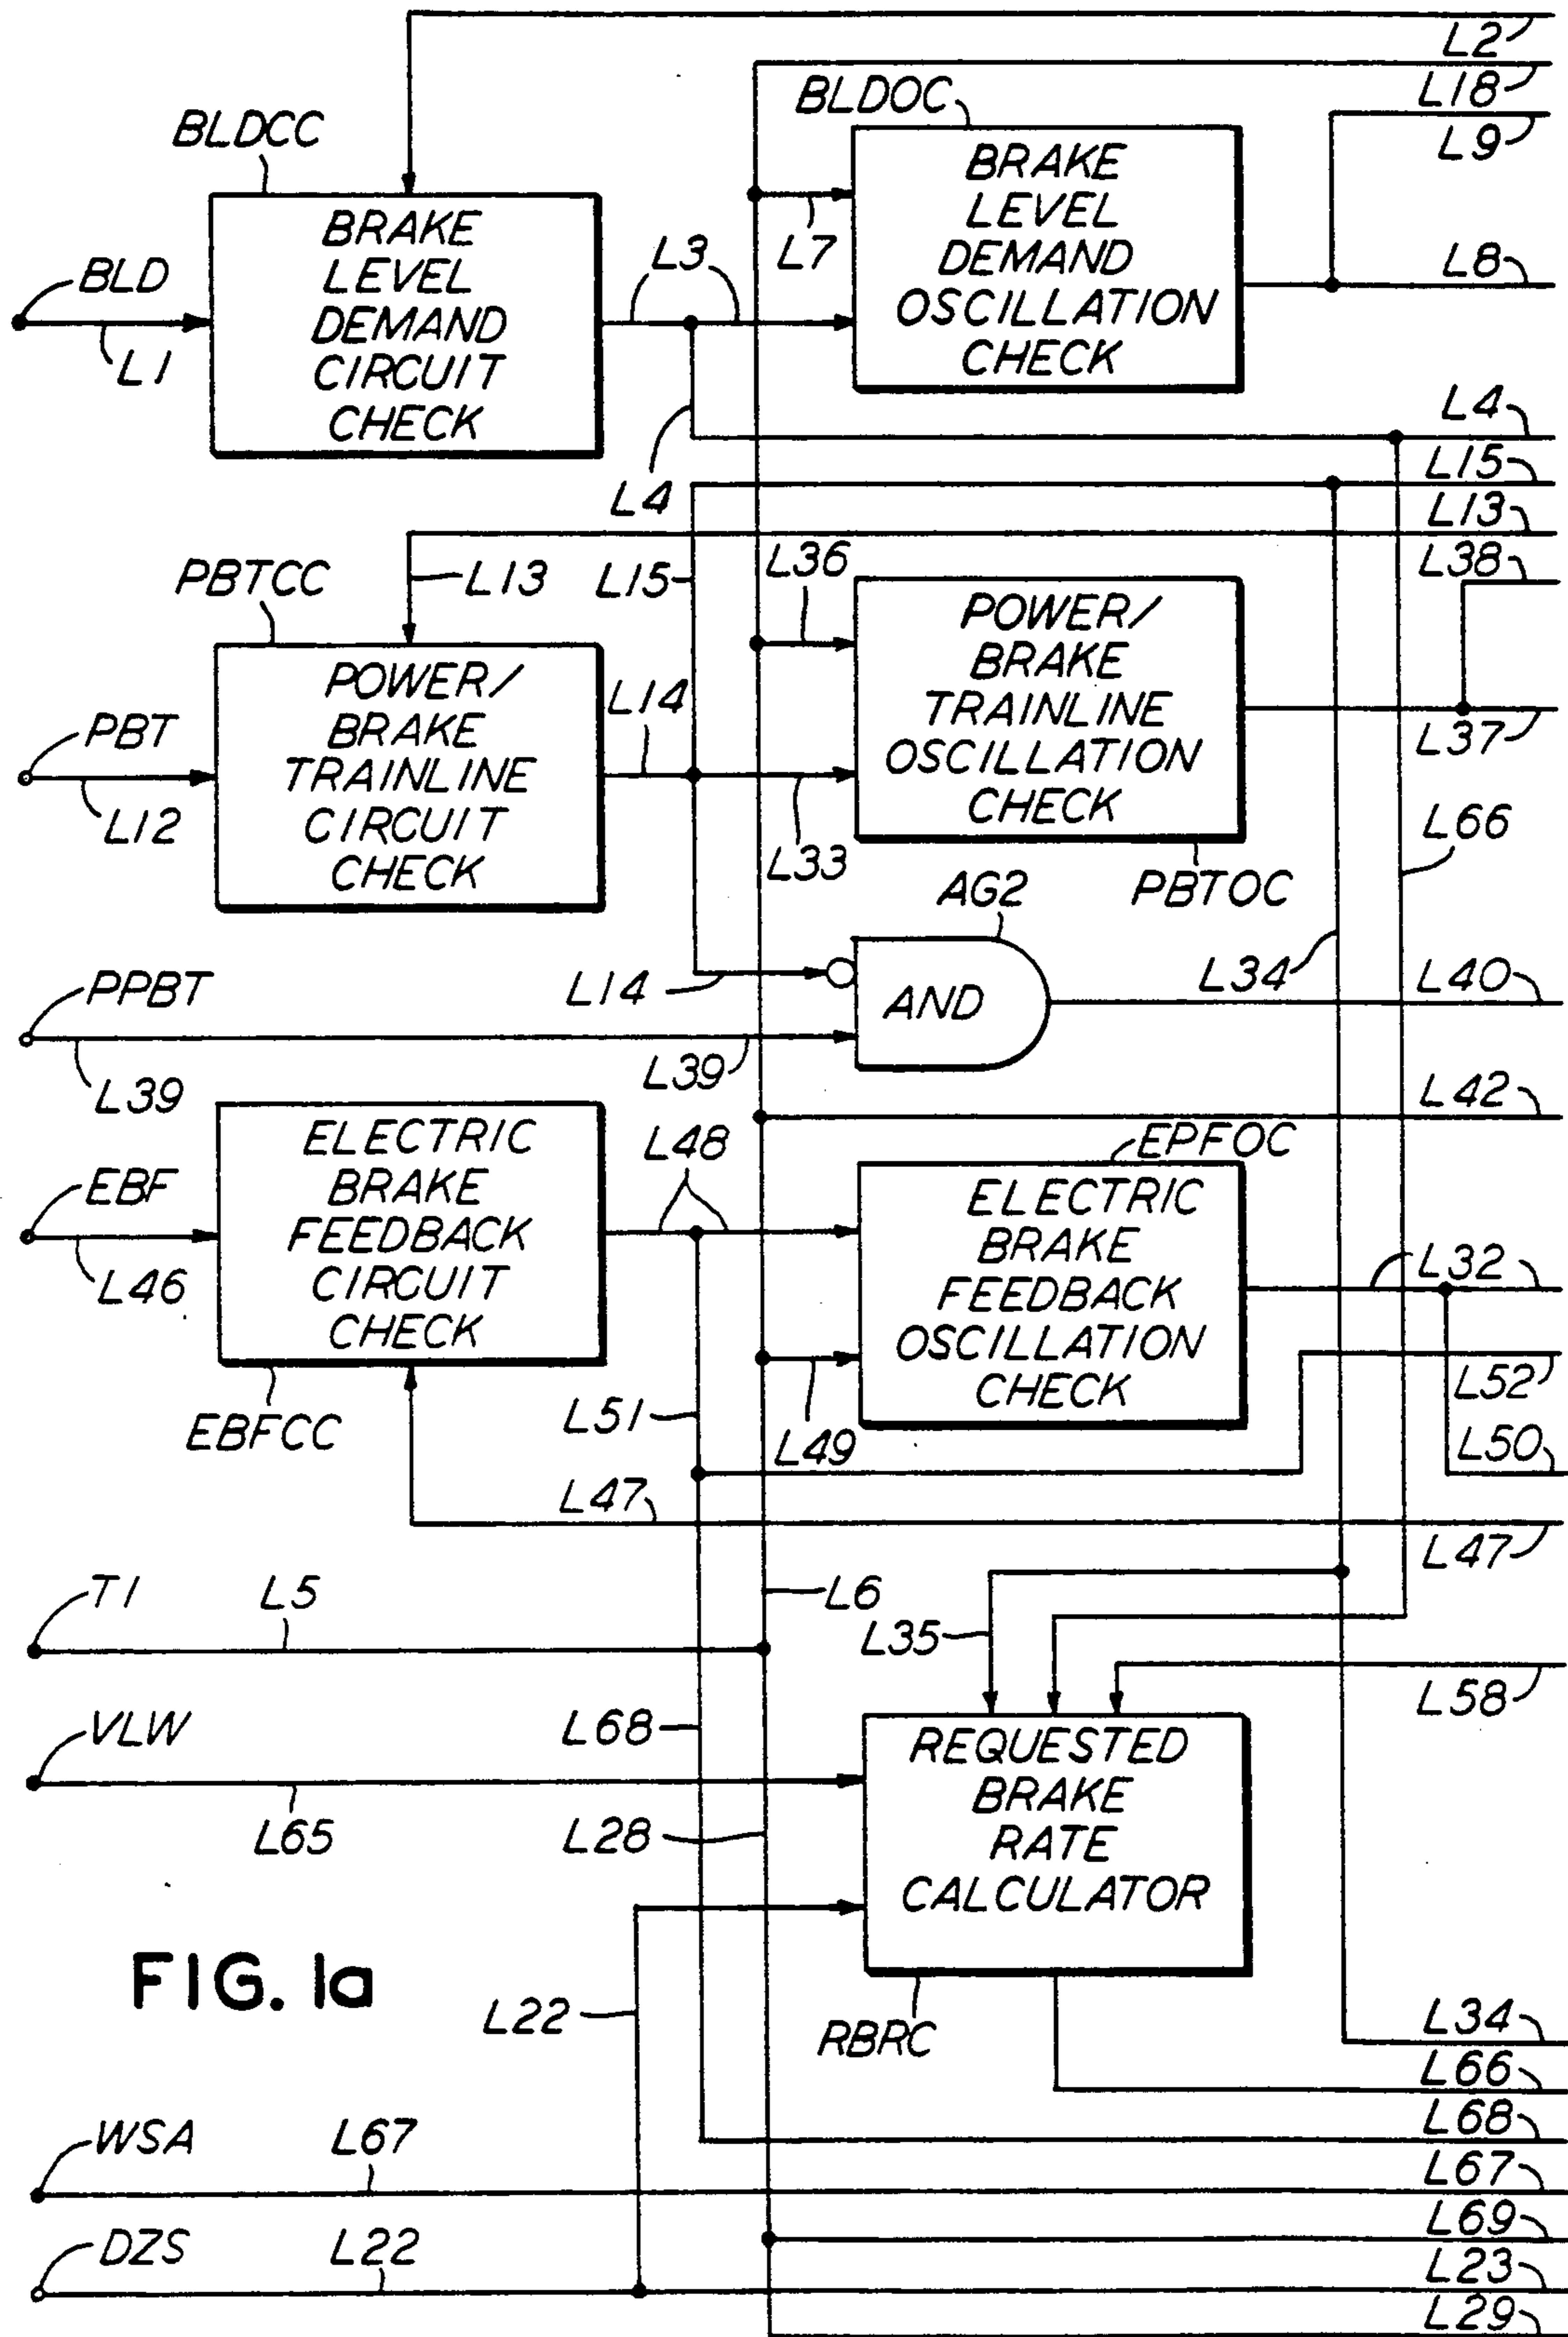 L2
L18
BLDOC
L9
BLDCC
BRAKE
LEVEL
DEMAND
CIRCUIT
CHECK
BRAKE
LEVEL
DEMAND
OSCILLATION
CHECK
BLD
L1
L3
L7
L8
L4
L4
L15
L13
L38
PBTCC
L13
L15
L36
POWER/
BRAKE
TRAINLINE
CIRCUIT
CHECK
POWER/
BRAKE
TRAINLINE
OSCILLATION
CHECK
PBT
L12
L14
L33
L37
L66
AG2
PBTOC
PPBT
L14
AND
L34
L40
L39
L39
L42
ELECTRIC
BRAKE
FEEDBACK
CIRCUIT
CHECK
L48
EPFOC
ELECTRIC
BRAKE
FEEDBACK
OSCILLATION
CHECK
EBF
L46
L32
EBFCC
L51
L49
L52
L50
L47
L47
T1
L5
L6
L35
L58
VLW
L65
L68
L28
REQUESTED
BRAKE
RATE
CALCULATOR
FIG. 1a
L22
RBRC
L34
L66
WSA
L67
L68
L67
DZS
L22
L69
L23
L29